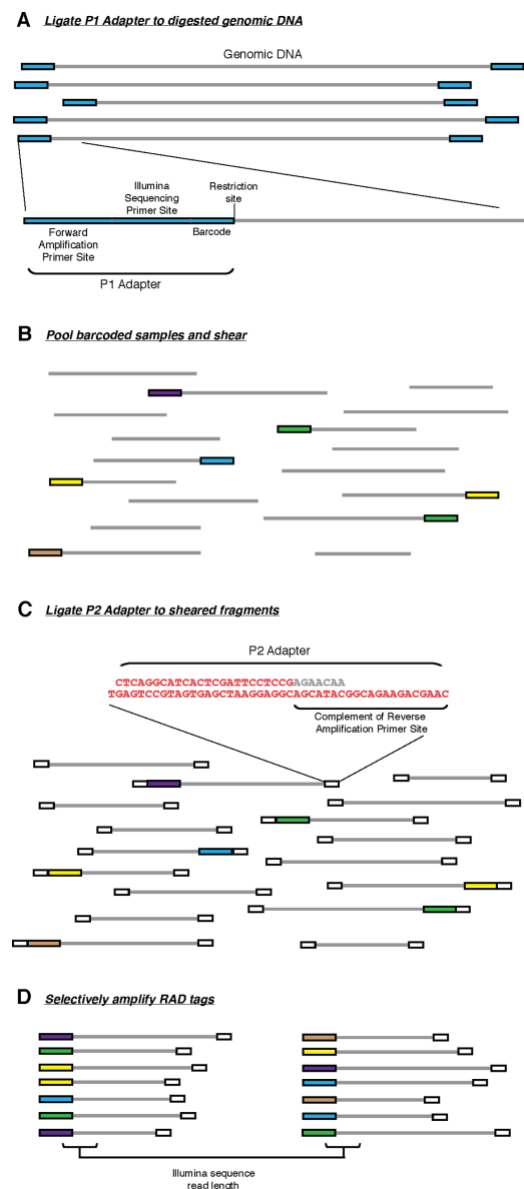 A Ligate P1 Adapter to digested genomic DNA
Genomic DNA
Illumina
Sequencing
Primer Site
Restriction
site
Forward
Amplification
Primer Site
Barcode
P1 Adapter
B Pool barcoded samples and shear
C Ligate P2 Adapter to sheared fragments
P2 Adapter
CTCAGGCATCACTCGATTCCTCCGAGAACAA
TGAGTCCGTAGTGAGCTAAGGAGGCAGCATACGGCAGAAGACGAAC
Complement of Reverse
Amplification Primer Site
D Selectively amplify RAD tags
Illumina sequence
read length